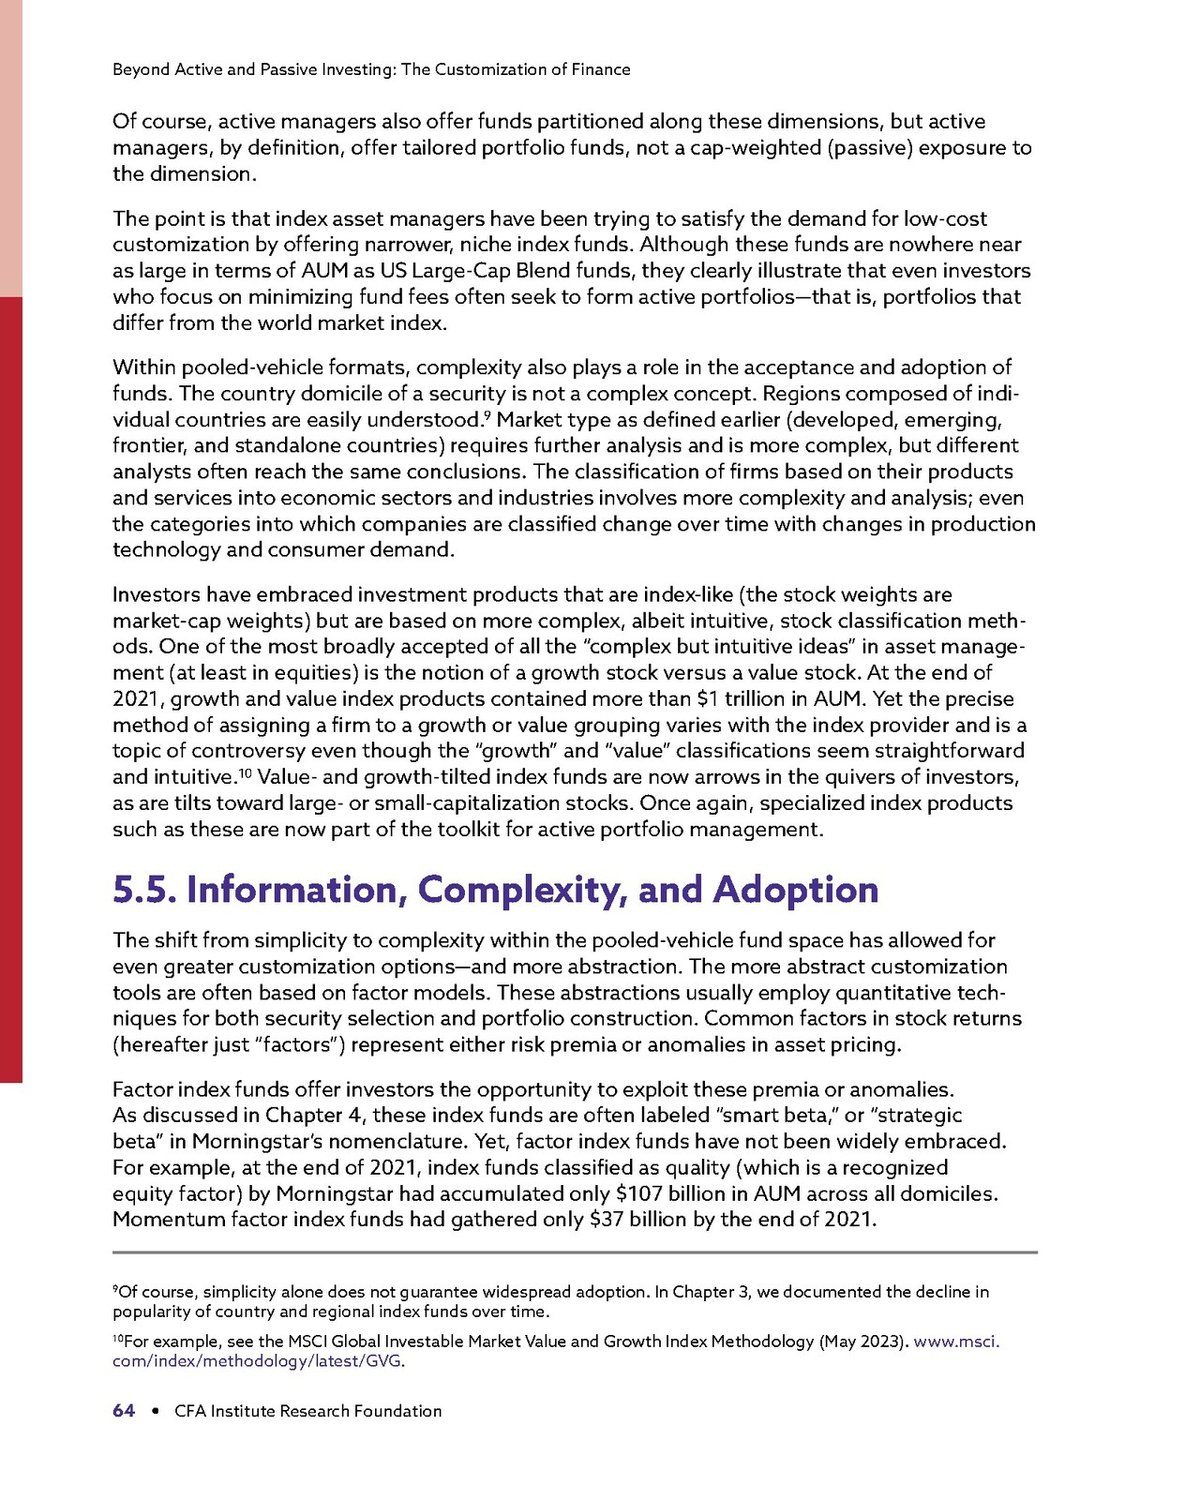 Beyond Active and Passive Investing: The Customization of Finance
Of course, active managers also offer funds partitioned along these dimensions, but active
managers, by definition, offer tailored portfolio funds, not a cap-weighted (passive) exposure to
the dimension.
The point is that index asset managers have been trying to satisfy the demand for low-cost
customization by offering narrower, niche index funds. Although these funds are nowhere near
as large in terms of AUM as US Large-Cap Blend funds, they clearly illustrate that even investors
who focus on minimizing fund fees often seek to form active portfolios—that is, portfolios that
differ from the world market index.
Within pooled-vehicle formats, complexity also plays a role in the acceptance and adoption of
funds. The country domicile of a security is not a complex concept. Regions composed of indi-
vidual countries are easily understood.⁹ Market type as defined earlier (developed, emerging,
frontier, and standalone countries) requires further analysis and is more complex, but different
analysts often reach the same conclusions. The classification of firms based on their products
and services into economic sectors and industries involves more complexity and analysis; even
the categories into which companies are classified change over time with changes in production
technology and consumer demand.
Investors have embraced investment products that are index-like (the stock weights are
market-cap weights) but are based on more complex, albeit intuitive, stock classification meth-
ods. One of the most broadly accepted of all the “complex but intuitive ideas” in asset manage-
ment (at least in equities) is the notion of a growth stock versus a value stock. At the end of
2021, growth and value index products contained more than $1 trillion in AUM. Yet the precise
method of assigning a firm to a growth or value grouping varies with the index provider and is a
topic of controversy even though the “growth” and “value” classifications seem straightforward
and intuitive.¹⁰ Value- and growth-tilted index funds are now arrows in the quivers of investors,
as are tilts toward large- or small-capitalization stocks. Once again, specialized index products
such as these are now part of the toolkit for active portfolio management.
5.5. Information, Complexity, and Adoption
The shift from simplicity to complexity within the pooled-vehicle fund space has allowed for
even greater customization options—and more abstraction. The more abstract customization
tools are often based on factor models. These abstractions usually employ quantitative tech-
niques for both security selection and portfolio construction. Common factors in stock returns
(hereafter just “factors”) represent either risk premia or anomalies in asset pricing.
Factor index funds offer investors the opportunity to exploit these premia or anomalies.
As discussed in Chapter 4, these index funds are often labeled “smart beta,” or “strategic
beta” in Morningstar’s nomenclature. Yet, factor index funds have not been widely embraced.
For example, at the end of 2021, index funds classified as quality (which is a recognized
equity factor) by Morningstar had accumulated only $107 billion in AUM across all domiciles.
Momentum factor index funds had gathered only $37 billion by the end of 2021.
⁹Of course, simplicity alone does not guarantee widespread adoption. In Chapter 3, we documented the decline in
popularity of country and regional index funds over time.
¹⁰For example, see the MSCI Global Investable Market Value and Growth Index Methodology (May 2023). www.msci.
com/index/methodology/latest/GVG.
64 • CFA Institute Research Foundation